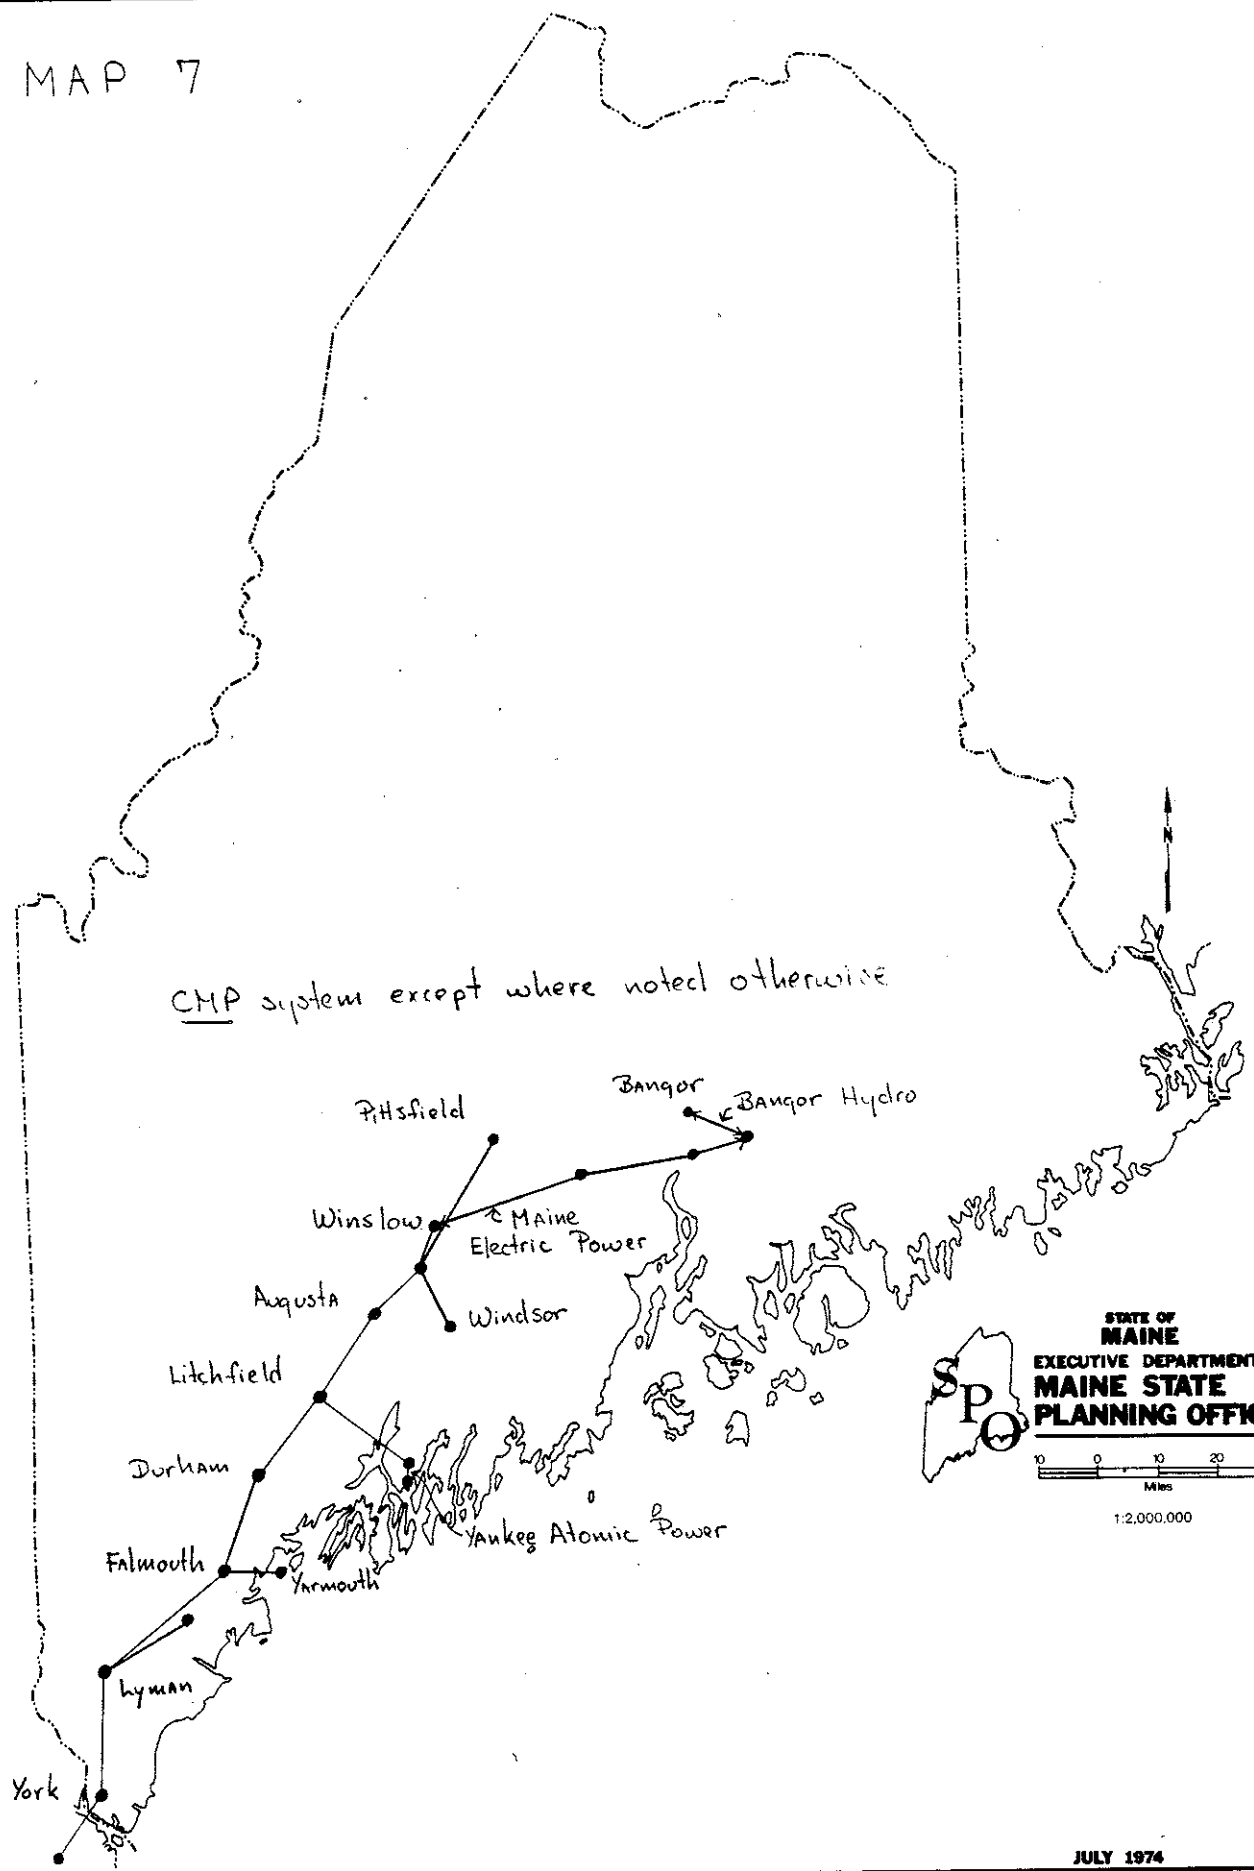 MAP 7
N
CMP system except where noted otherwise
Bangor
Bangor Hydro
Pittsfield
Winslow
Maine
Electric Power
Augusta
Windsor
Litchfield
Durham
Yankee Atomic Power
Falmouth
Yarmouth
Lyman
York
STATE OF
MAINE
EXECUTIVE DEPARTMENT
MAINE STATE
PLANNING OFFIC
SPO
10 0 10 20
Miles
1:2,000,000
JULY 1974